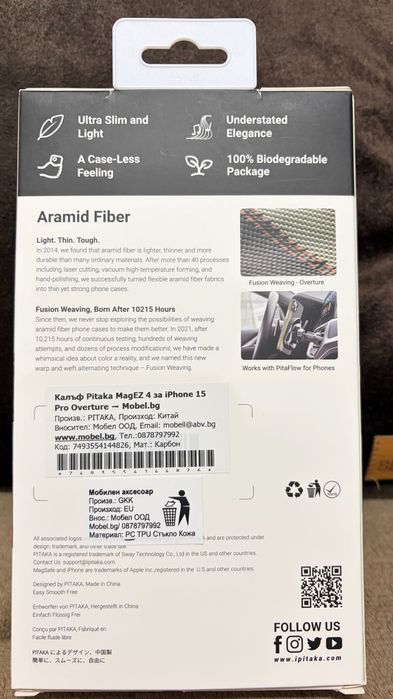 Ultra Slim and
Light
Understated
Elegance
A Case-Less
Feeling
100% Biodegradable
Package
Aramid Fiber
Light. Thin. Tough.
In 2014, we found that aramid fiber is lighter, thinner and more
durable than many ordinary materials. After more than 40 processes
including laser cutting, vacuum high-temperature forming, and
hand-polishing, we successfully turned flexible aramid fiber fabrics
into thin yet strong phone cases.
Fusion Weaving - Overture
Fusion Weaving, Born After 10215 Hours
Since then, we never stop exploring the possibilities of weaving
aramid fiber phone cases to make them better. In 2021, after
10,215 hours of continuous testing, hundreds of weaving
attempts, and dozens of process modifications, we have made a
whimsical idea about color a reality, and we named this new
warp and weft alternating technique – Fusion Weaving.
Works with PitaFlow for Phones
Калъф Pitaka MagEZ 4 за iPhone 15
Pro Overture → Mobel.bg
Произв.: PITAKA, Произход: Китай
Вносител: Мобел ООД, Email: mobell@abv.bg
www.mobel.bg, Тел.:0878797992
Код: 7493554144826, Мат.: Карбон
Мобилен аксесоар
Произв.: GKK
Произход: EU
Внос.: Мобел ООД
Mobel.bg/ 0878797992
Материал: PC TPU Стъкло Кожа
All associated logos
and are protected under
design, trademark, and other trade law.
PITAKA is a registered trademark of Sway Technology Co., Ltd in the US and other countries.
Contact Us: support@ipitaka.com
MagSafe and iPhone are trademarks of Apple Inc.,registered in the U.S and other countries.
Designed by PITAKA, Made in China.
Easy Smooth Free
Entworfen von PITAKA, Hergestellt in China
Einfach Flüssig Frei
Conçu par PITAKA, Fabriqué en
Facile fluide libre
PITAKA によるデザイン、中国製
簡単に、スムーズに、自由に
FOLLOW US
www.ipitaka.com